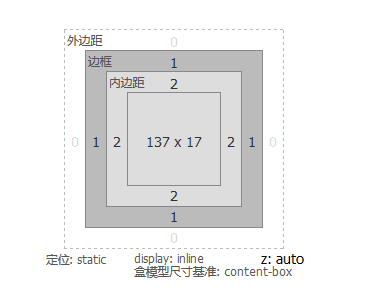 外边距 0
边框 1
内边距 2
0 1 2 137 x 17 2 1 0
2
1
0
定位: static display: inline z: auto
盒模型尺寸基准: content-box